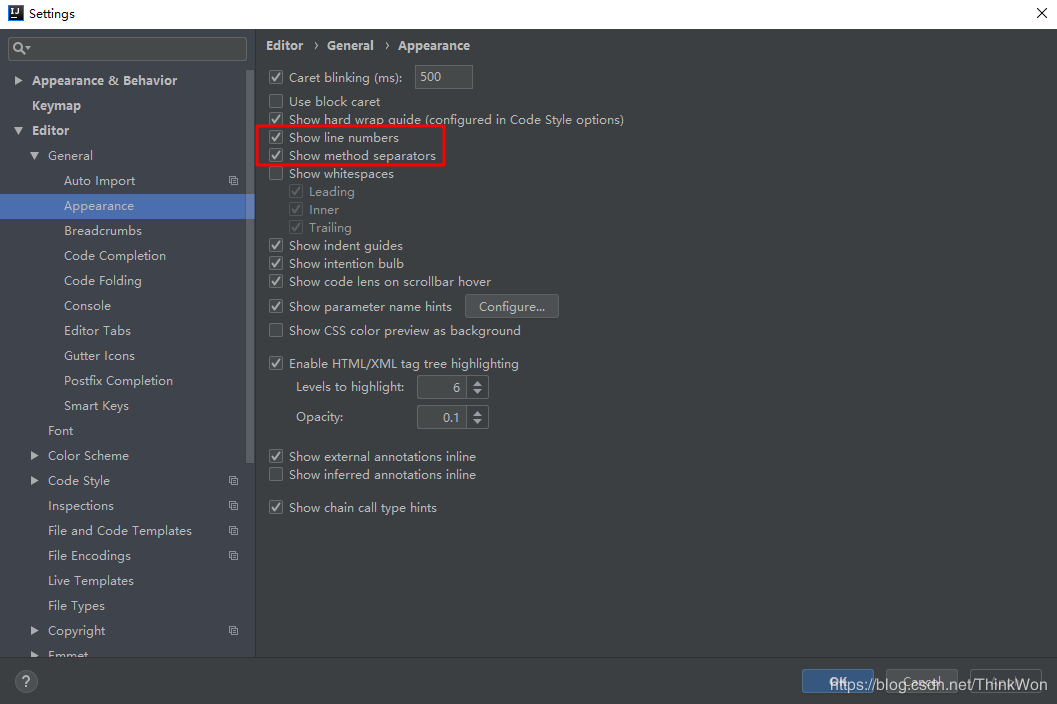 Settings
Editor › General › Appearance
Appearance & Behavior
Keymap
Editor
General
Auto Import
Appearance
Breadcrumbs
Code Completion
Code Folding
Console
Editor Tabs
Gutter Icons
Postfix Completion
Smart Keys
Font
Color Scheme
Code Style
Inspections
File and Code Templates
File Encodings
Live Templates
File Types
Copyright
Emmet
Caret blinking (ms): 500
Use block caret
Show hard wrap guide (configured in Code Style options)
Show line numbers
Show method separators
Show whitespaces
Leading
Inner
Trailing
Show indent guides
Show intention bulb
Show code lens on scrollbar hover
Show parameter name hints Configure...
Show CSS color preview as background
Enable HTML/XML tag tree highlighting
Levels to highlight: 6
Opacity: 0.1
Show external annotations inline
Show inferred annotations inline
Show chain call type hints
?
OK Cancel
https://blog.csdn.net/ThinkWon